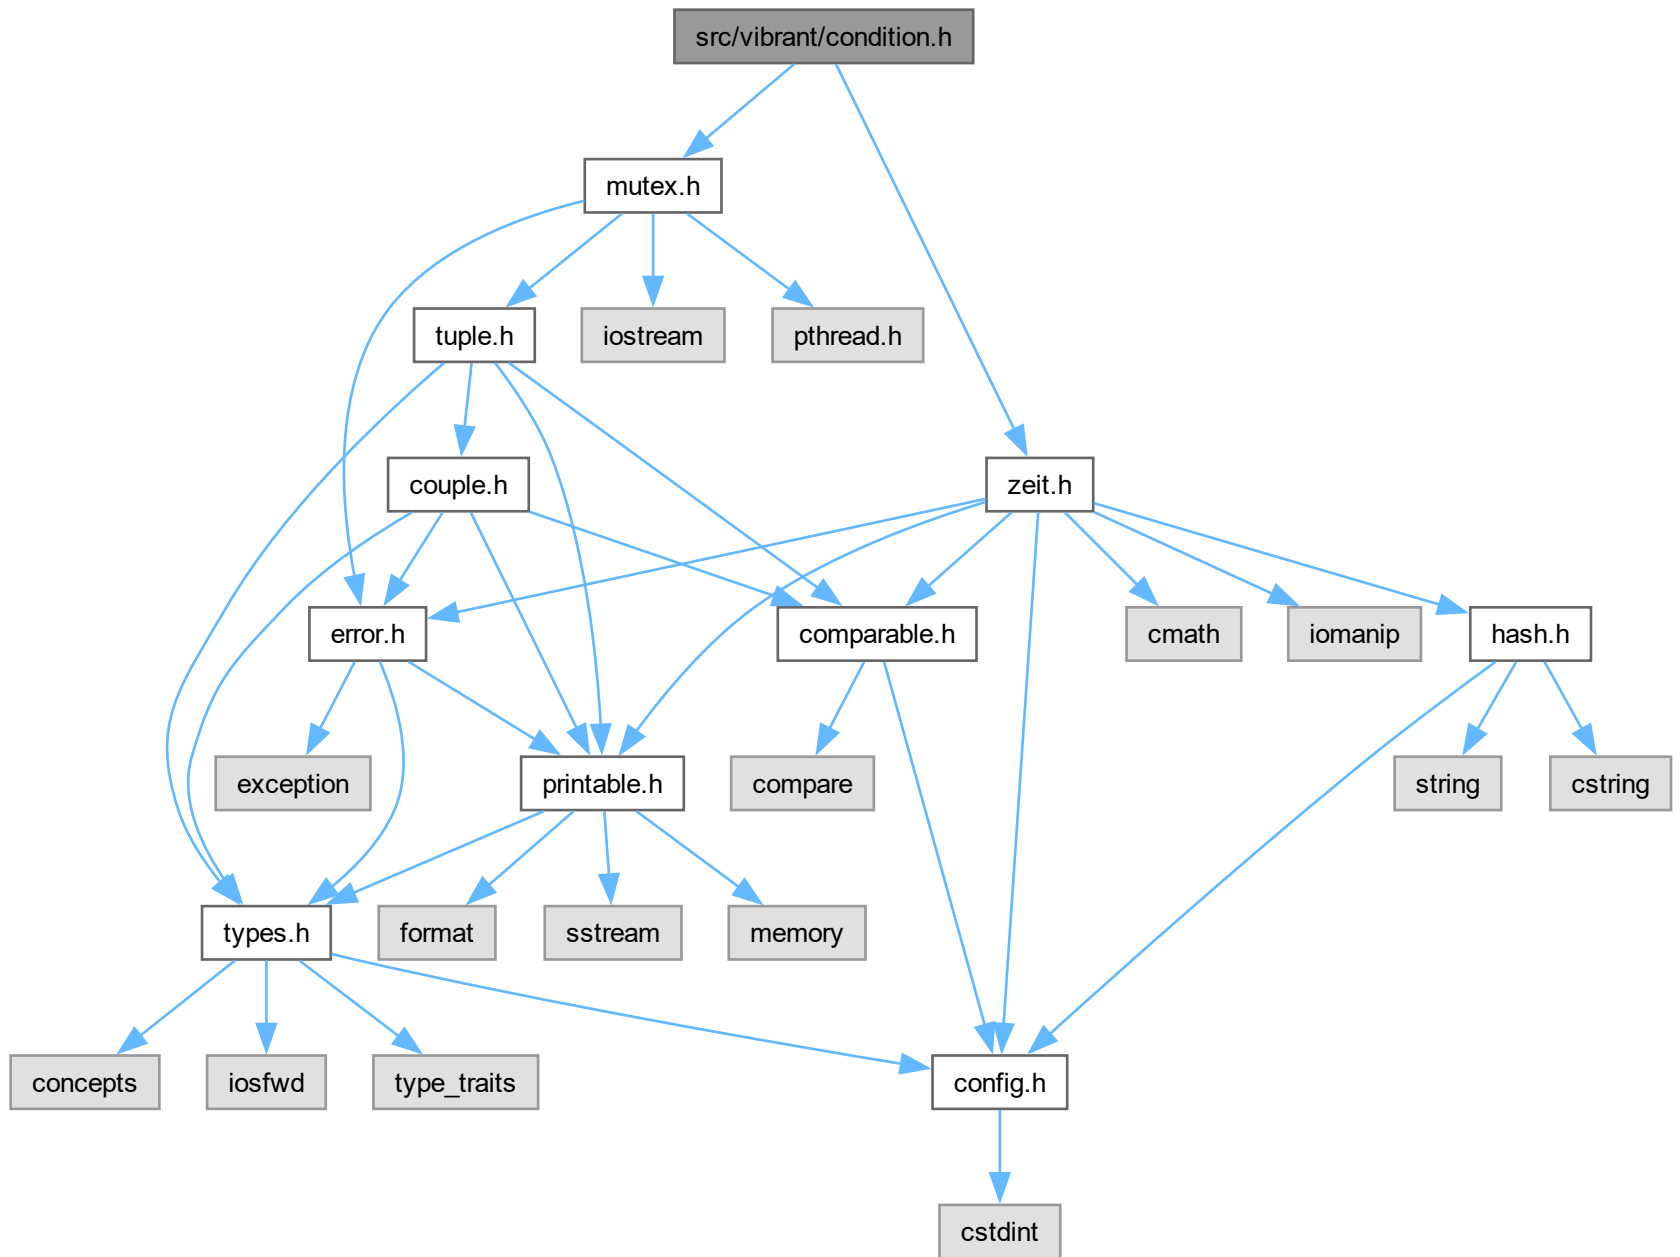 src/vibrant/condition.h
mutex.h
tuple.h
iostream
pthread.h
couple.h
zeit.h
error.h
comparable.h
cmath
iomanip
hash.h
exception
printable.h
compare
string
cstring
types.h
format
sstream
memory
concepts
iosfwd
type_traits
config.h
cstdint